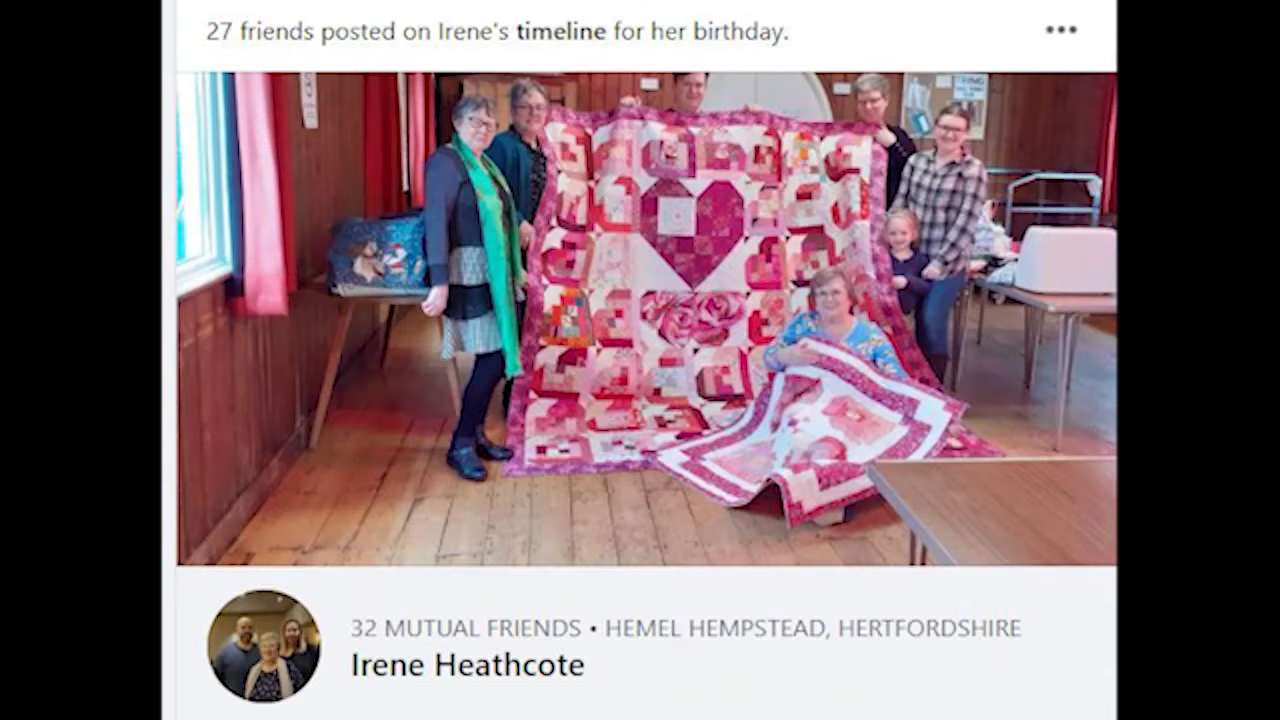 27 friends posted on Irene's timeline for her birthday.
32 MUTUAL FRIENDS • HEMEL HEMPSTEAD, HERTFORDSHIRE
Irene Heathcote